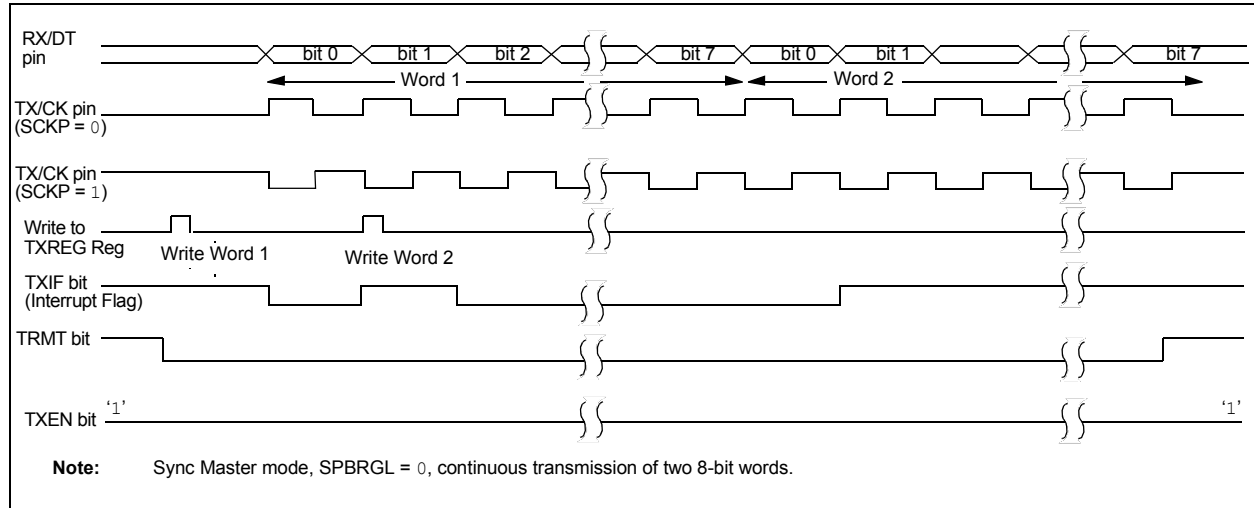 RX/DT
pin
bit 0 bit 1 bit 2 bit 7 bit 0 bit 1 bit 7
Word 1 Word 2
TX/CK pin
(SCKP = 0)
TX/CK pin
(SCKP = 1)
Write to
TXREG Reg
Write Word 1 Write Word 2
TXIF bit
(Interrupt Flag)
TRMT bit
TXEN bit ‘1’ ‘1’
Note: Sync Master mode, SPBRGL = 0, continuous transmission of two 8-bit words.